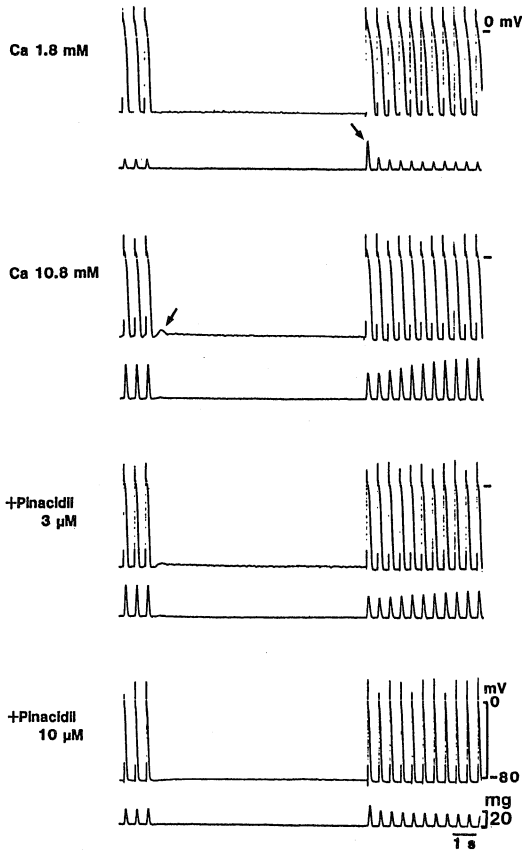 0 mV
Ca 1.8 mM
Ca 10.8 mM
+Pinacidil
3 μM
+Pinacidil
10 μM
mV
0
-80
mg
20
1 s